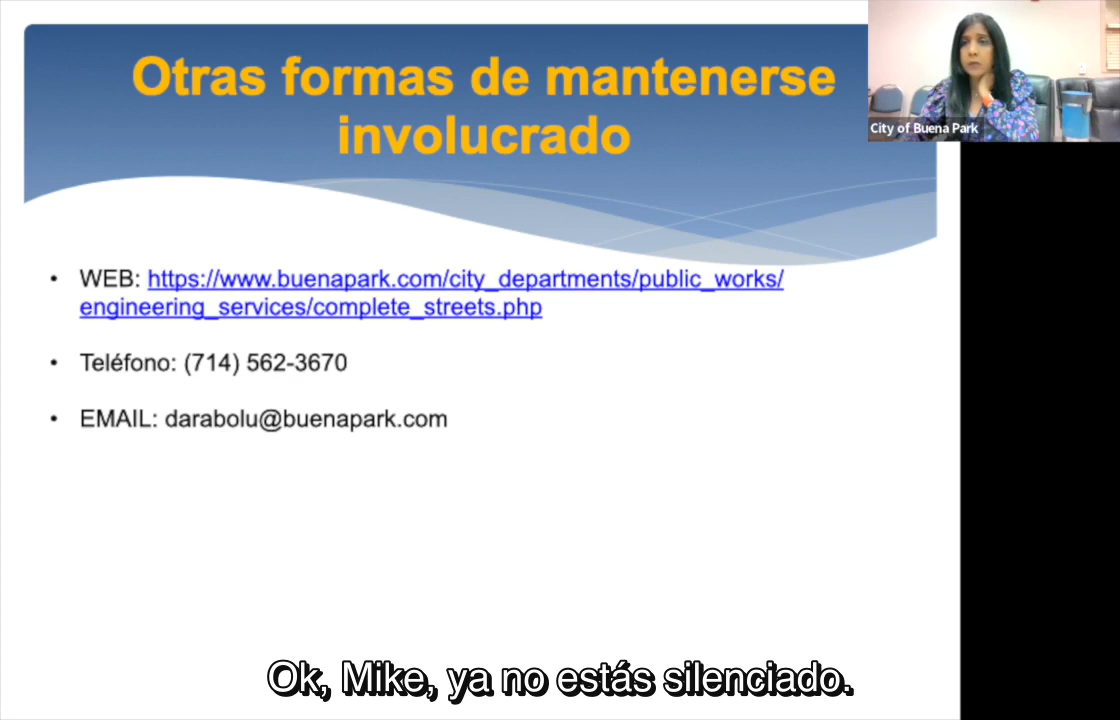 Otras formas de mantenerse
involucrado
City of Buena Park
• WEB: https://www.buenapark.com/city_departments/public_works/
engineering_services/complete_streets.php
• Teléfono: (714) 562-3670
• EMAIL: darabolu@buenapark.com
Ok, Mike, ya no estás silenciado.